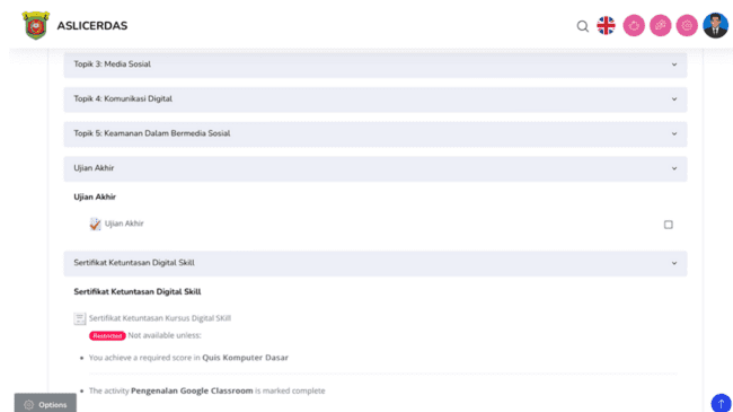 ASLICERDAS
Topik 3: Media Sosial
Topik 4: Komunikasi Digital
Topik 5: Keamanan Dalam Bermedia Sosial
Ujian Akhir
Ujian Akhir
Ujian Akhir
Sertifikat Ketuntasan Digital Skill
Sertifikat Ketuntasan Digital Skill
Sertifikat Ketuntasan Kursus Digital SKill
Restricted Not available unless:
You achieve a required score in Quis Komputer Dasar
The activity Pengenalan Google Classroom is marked complete
Options